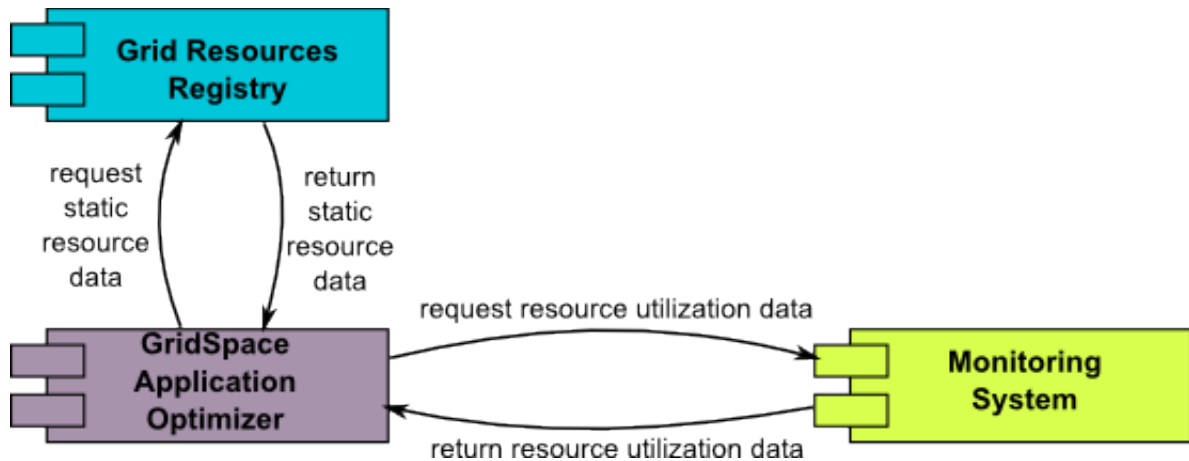 Grid Resources
Registry
request
static
resource
data
return
static
resource
data
request resource utilization data
GridSpace
Application
Optimizer
Monitoring
System
return resource utilization data